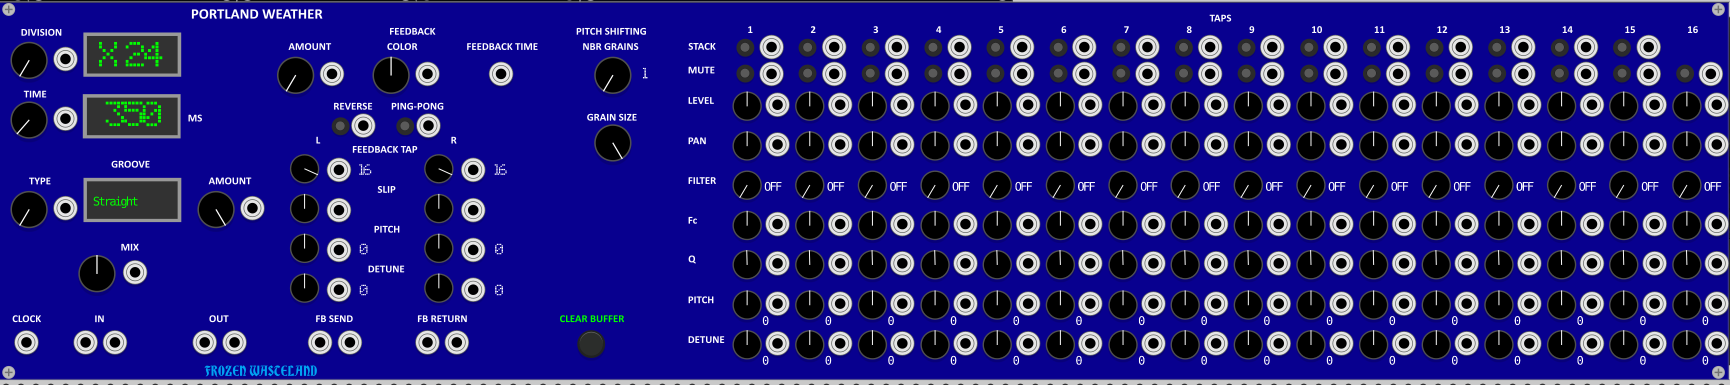 PORTLAND WEATHER
TAPS
DIVISION
X 24
FEEDBACK
AMOUNT COLOR FEEDBACK TIME
PITCH SHIFTING
NBR GRAINS
1
1 2 3 4 5 6 7 8 9 10 11 12 13 14 15 16
STACK
MUTE
TIME
350 MS
REVERSE PING-PONG
GRAIN SIZE
LEVEL
L R
FEEDBACK TAP
16 16
PAN
GROOVE
TYPE AMOUNT
Straight
SLIP
FILTER OFF OFF OFF OFF OFF OFF OFF OFF OFF OFF OFF OFF OFF OFF OFF OFF
PITCH
0 0
Fc
MIX
DETUNE
0 0
Q
PITCH
0 0 0 0 0 0 0 0 0 0 0 0 0 0 0 0
CLOCK IN OUT FB SEND FB RETURN CLEAR BUFFER
DETUNE
0 0 0 0 0 0 0 0 0 0 0 0 0 0 0 0
FROZEN WASTELAND